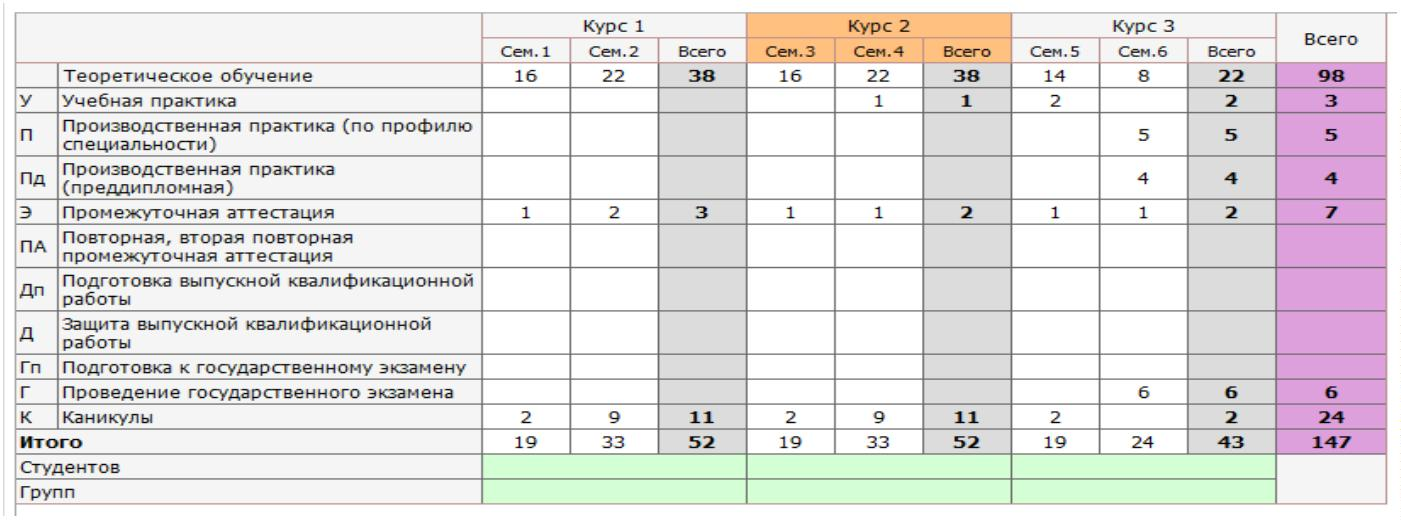 Курс 1 Курс 2 Курс 3 Всего
Сем.1 Сем.2 Всего Сем.3 Сем.4 Всего Сем.5 Сем.6 Всего
Теоретическое обучение 16 22 38 16 22 38 14 8 22 98
У Учебная практика 1 1 2 2 3
П Производственная практика (по профилю
специальности) 5 5 5
Пд Производственная практика
(преддипломная) 4 4 4
Э Промежуточная аттестация 1 2 3 1 1 2 1 1 2 7
ПА Повторная, вторая повторная
промежуточная аттестация
Дп Подготовка выпускной квалификационной
работы
Д Защита выпускной квалификационной
работы
Гп Подготовка к государственному экзамену
Г Проведение государственного экзамена 6 6 6
К Каникулы 2 9 11 2 9 11 2 2 24
Итого 19 33 52 19 33 52 19 24 43 147
Студентов
Групп